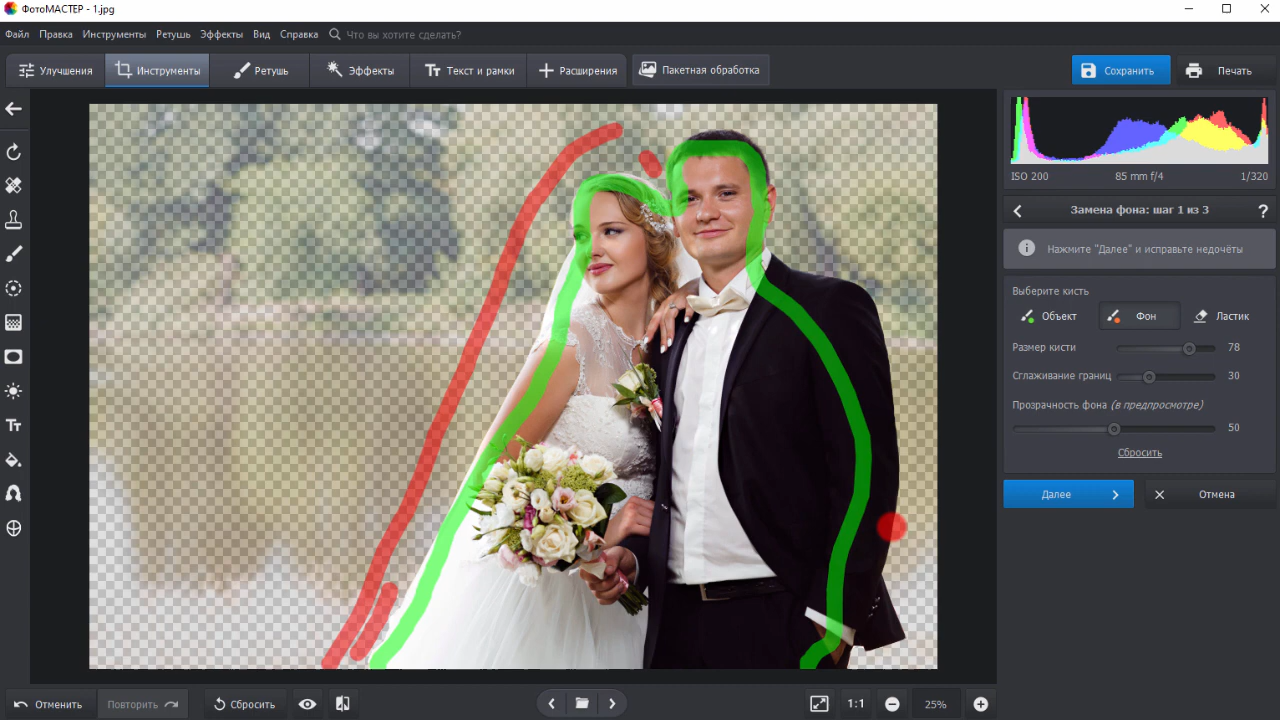 ФотоМАСТЕР - 1.jpg
Файл Правка Инструменты Ретушь Эффекты Вид Справка Что вы хотите сделать?
Улучшения Инструменты Ретушь Эффекты Текст и рамки Расширения Пакетная обработка Сохранить Печать
ISO 200 85 mm f/4 1/320
Замена фона: шаг 1 из 3 ?
Нажмите "Далее" и исправьте недочёты
Выберите кисть
Объект Фон Ластик
Размер кисти 78
Сглаживание границ 30
Прозрачность фона (в предпросмотре)
50
Сбросить
Далее Отмена
Отменить Повторить Сбросить 1:1 25%